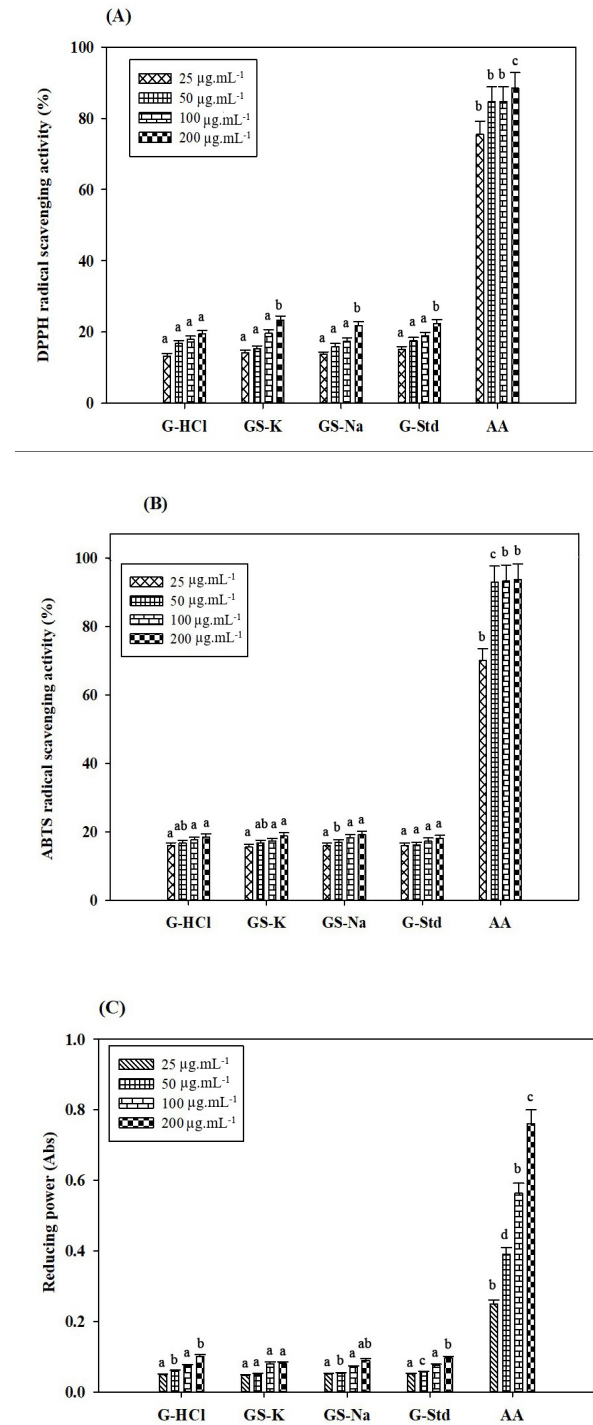 (A)
DPPH radical scavenging activity (%)
100
80
60
40
20
0
25 µg.mL-1
50 µg.mL-1
100 µg.mL-1
200 µg.mL-1
a a a a
a a a b
a a a b
a a a b
b b b c
G-HCl GS-K GS-Na G-Std AA
(B)
ABTS radical scavenging activity (%)
100
80
60
40
20
0
25 µg.mL-1
50 µg.mL-1
100 µg.mL-1
200 µg.mL-1
a ab a a
a ab a a
a b a a
a a a a
b c b b
G-HCl GS-K GS-Na G-Std AA
(C)
Reducing power (Abs)
1.0
0.8
0.6
0.4
0.2
0.0
25 µg.mL-1
50 µg.mL-1
100 µg.mL-1
200 µg.mL-1
a b a b
a a a a
a b a ab
a c a b
b d b c
G-HCl GS-K GS-Na G-Std AA